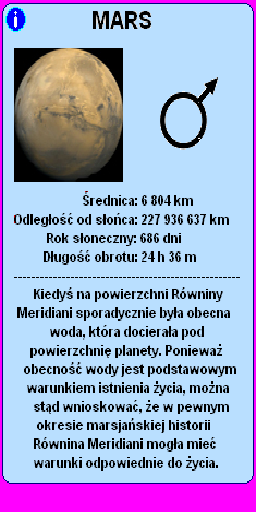 i
MARS
Średnica: 6 804 km
Odległość od słońca: 227 936 637 km
Rok słoneczny: 686 dni
Długość obrotu: 24 h 36 m
Kiedyś na powierzchni Równiny
Meridiani sporadycznie była obecna
woda, która docierała pod
powierzchnię planety. Ponieważ
obecność wody jest podstawowym
warunkiem istnienia życia, można
stąd wnioskować, że w pewnym
okresie marsjańskiej historii
Równina Meridiani mogła mieć
warunki odpowiednie do życia.